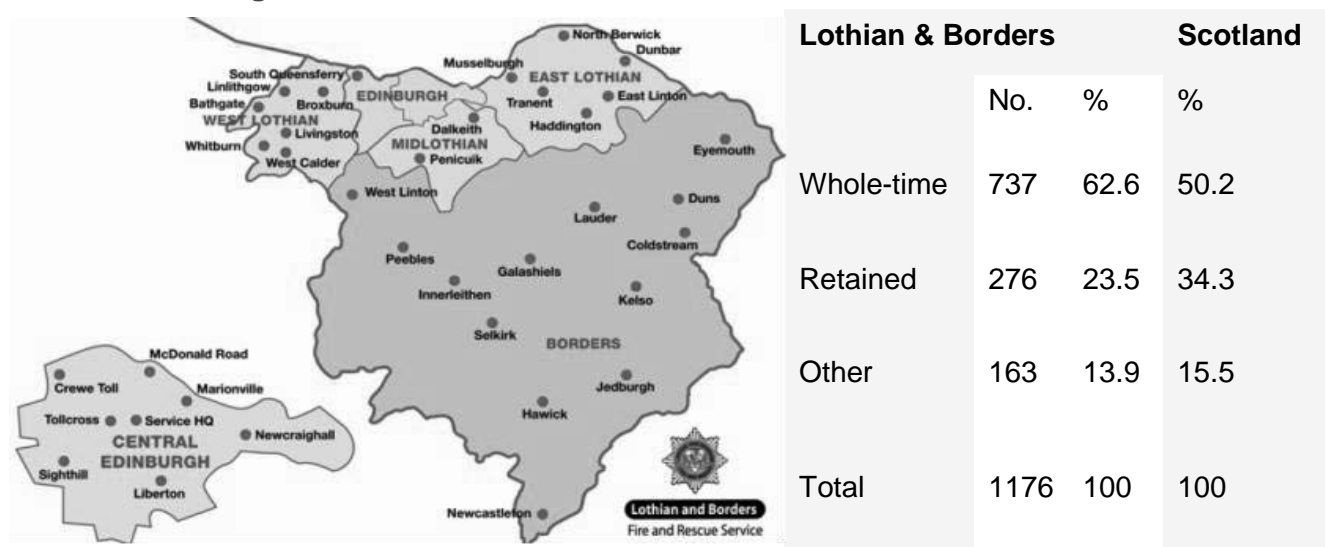 North Berwick
Dunbar
Musselburgh
South Queensferry
EAST LOTHIAN
Linlithgow
EDINBURGH
Tranent
East Linton
Bathgate
Broxburn
WEST LOTHIAN
Haddington
Livingston
Dalkeith
MIDLOTHIAN
Whitburn
West Calder
Penicuik
Eyemouth
West Linton
Duns
Lauder
Coldstream
Peebles
Galashiels
Innerleithen
Kelso
Selkirk
BORDERS
Jedburgh
Hawick
Newcastleton
McDonald Road
Crewe Toll
Marionville
Tollcross
Service HQ
Newcraighall
CENTRAL
EDINBURGH
Sighthill
Liberton
Lothian and Borders
Fire and Rescue Service
Lothian & Borders Scotland
No. % %
Whole-time 737 62.6 50.2
Retained 276 23.5 34.3
Other 163 13.9 15.5
Total 1176 100 100